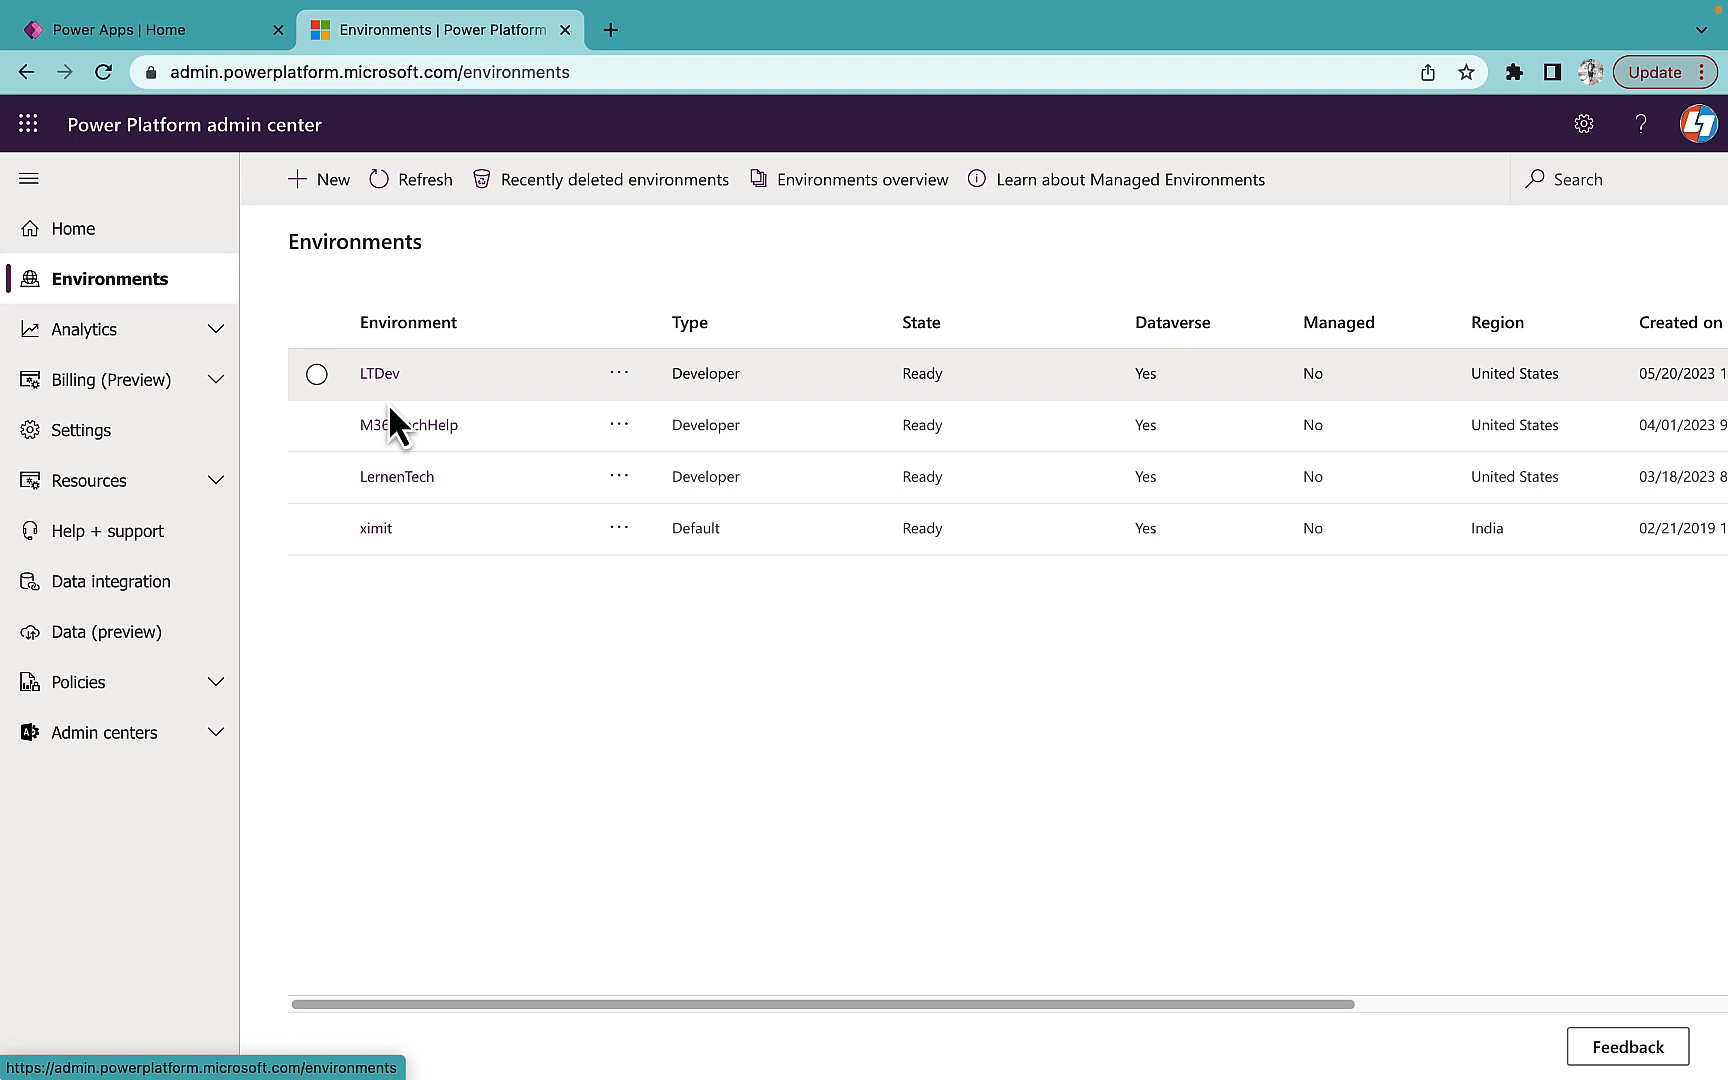 Power Apps | Home
Environments | Power Platform
admin.powerplatform.microsoft.com/environments
Update
Power Platform admin center
New
Refresh
Recently deleted environments
Environments overview
Learn about Managed Environments
Search
Home
Environments
Analytics
Billing (Preview)
Settings
Resources
Help + support
Data integration
Data (preview)
Policies
Admin centers
Environments
Environment Type State Dataverse Managed Region Created on
LTDev ··· Developer Ready Yes No United States 05/20/2023 1
··· Developer Ready Yes No United States 04/01/2023 9
LernenTech ··· Developer Ready Yes No United States 03/18/2023 8
ximit ··· Default Ready Yes No India 02/21/2019 1
Feedback
https://admin.powerplatform.microsoft.com/environments